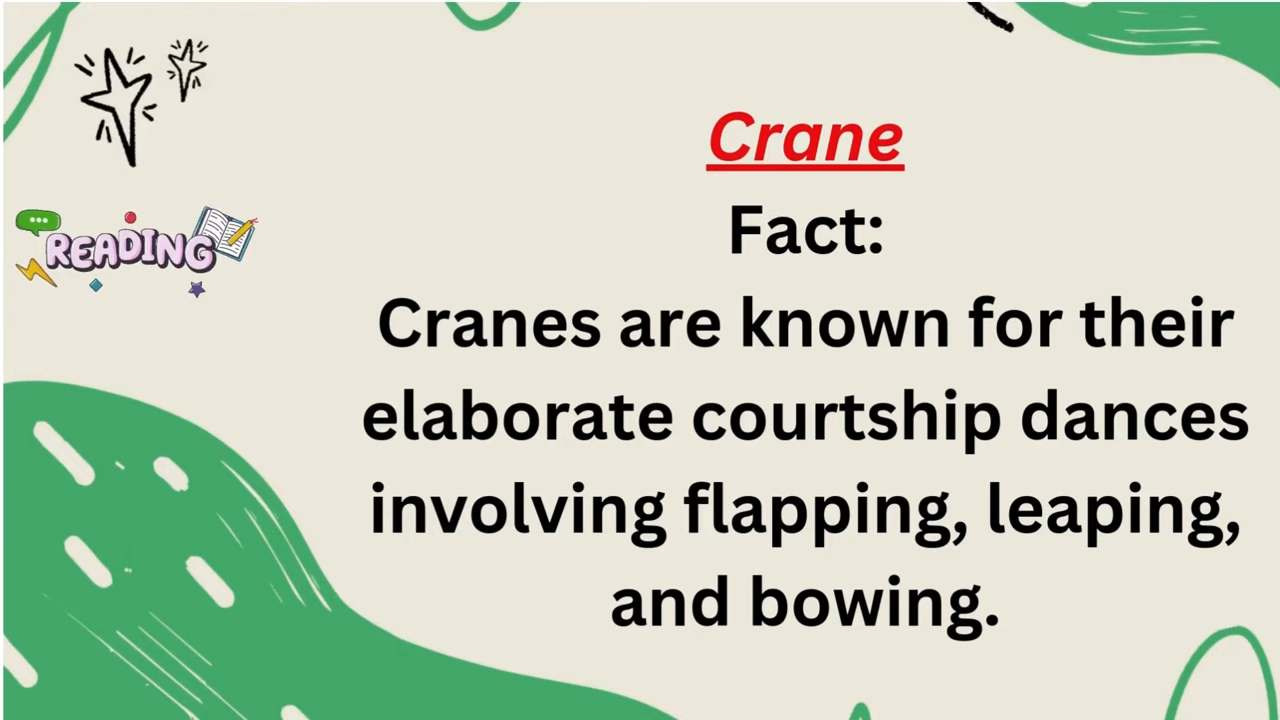 Crane
READING
Fact:
Cranes are known for their
elaborate courtship dances
involving flapping, leaping,
and bowing.